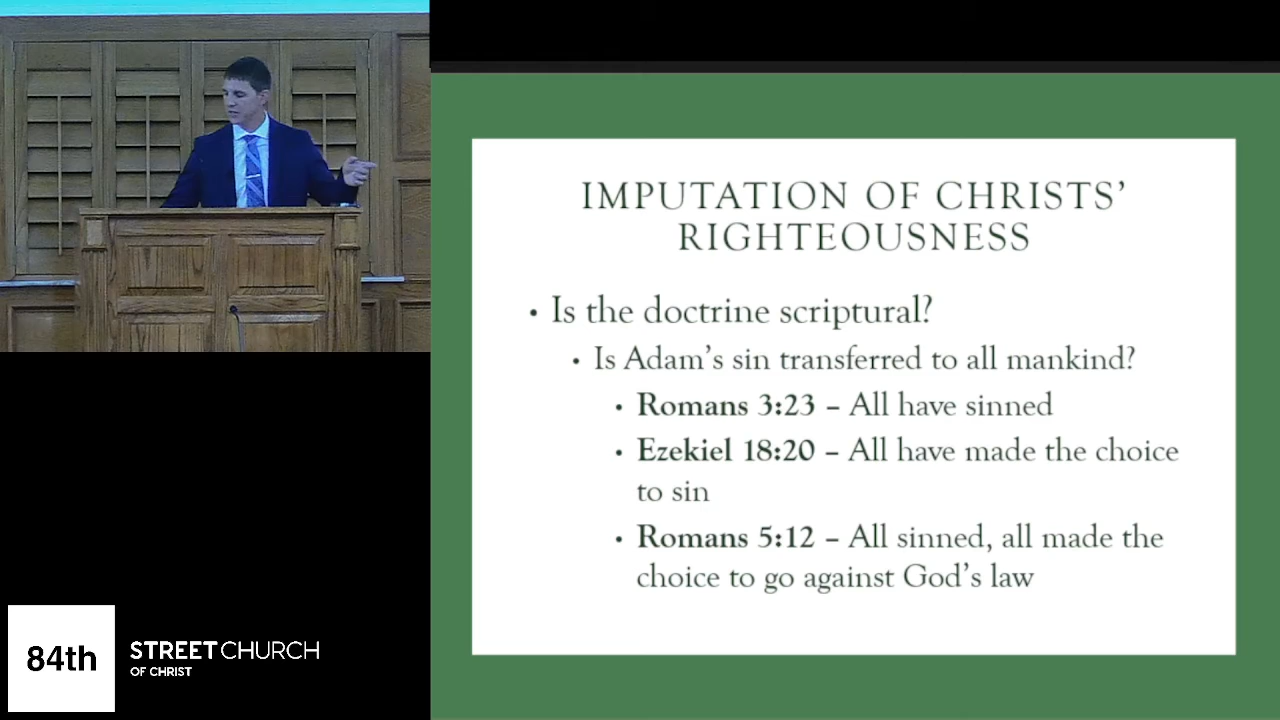 IMPUTATION OF CHRISTS’
RIGHTEOUSNESS
• Is the doctrine scriptural?
• Is Adam’s sin transferred to all mankind?
• Romans 3:23 – All have sinned
• Ezekiel 18:20 – All have made the choice
to sin
• Romans 5:12 – All sinned, all made the
choice to go against God’s law
84th
STREET CHURCH
OF CHRIST